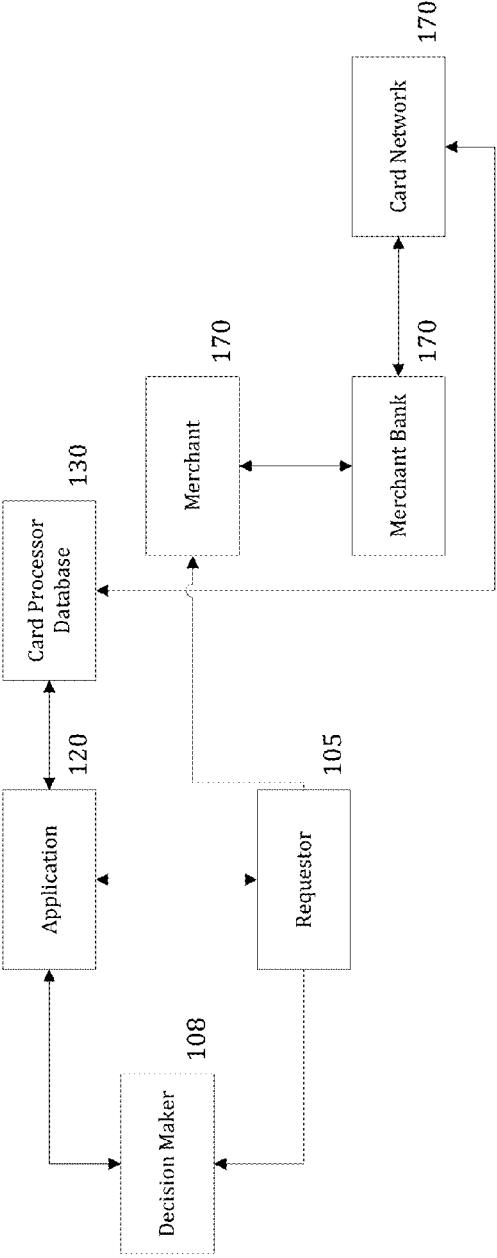 Application
120
Card Processor
Database
130
Decision Maker
108
Merchant
170
Requestor
105
Merchant Bank
170
Card Network
170